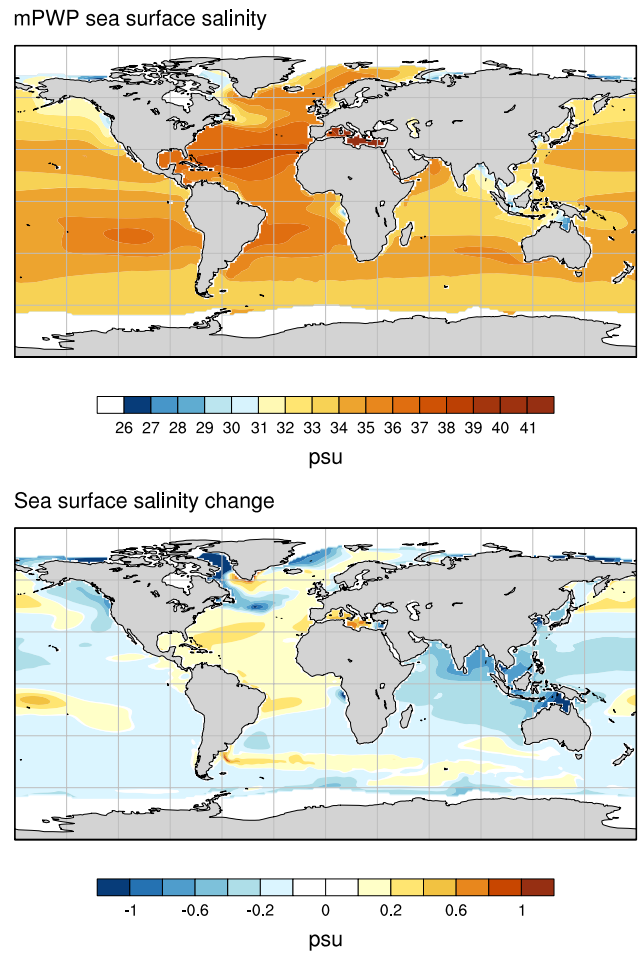 mPWP sea surface salinity
26 27 28 29 30 31 32 33 34 35 36 37 38 39 40 41
psu
Sea surface salinity change
-1 -0.6 -0.2 0 0.2 0.6 1
psu